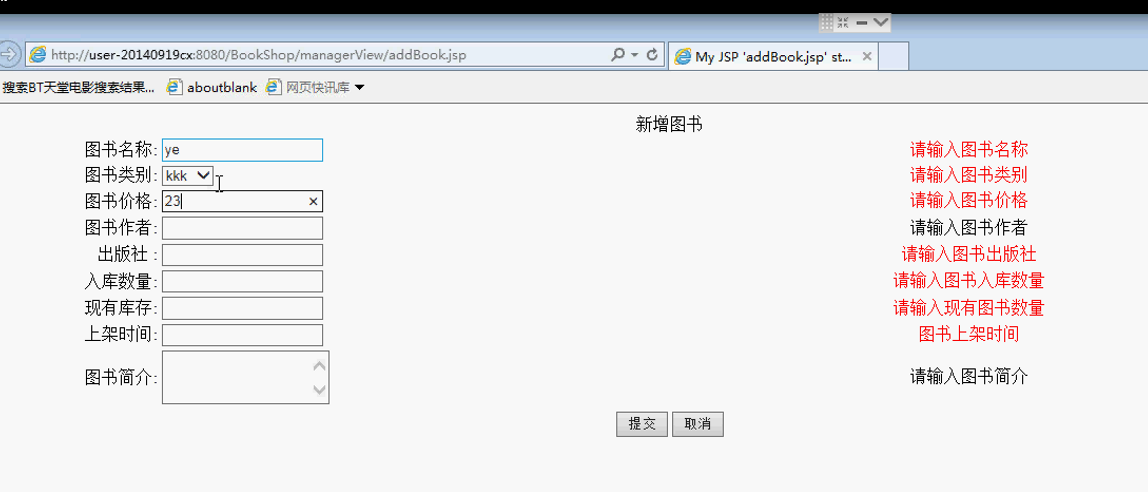 http://user-20140919cx:8080/BookShop/managerView/addBook.jsp
My JSP 'addBook.jsp' st...
搜索BT天堂电影搜索结果... aboutblank 网页快讯库
新增图书
图书名称: ye 请输入图书名称
图书类别: kkk 请输入图书类别
图书价格: 23 请输入图书价格
图书作者: 请输入图书作者
出版社 : 请输入图书出版社
入库数量: 请输入图书入库数量
现有库存: 请输入现有图书数量
上架时间: 图书上架时间
图书简介: 请输入图书简介
提交 取消